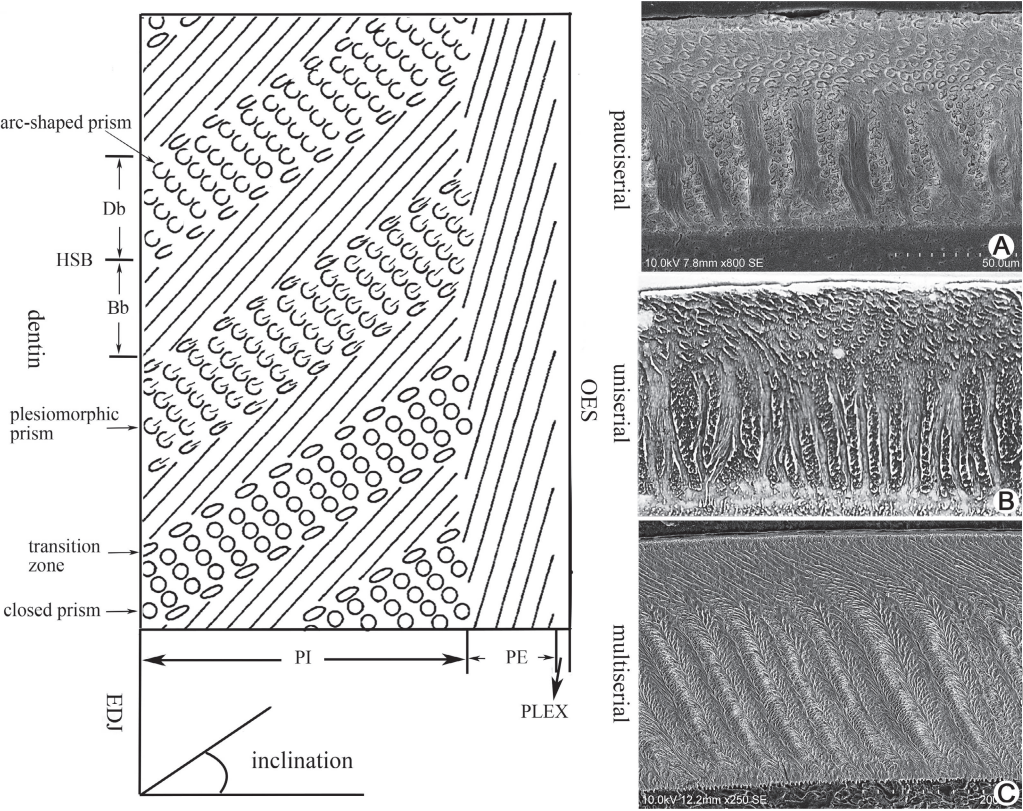 arc-shaped prism
Db
HSB
Bb
dentin
plesiomorphic
prism
transition
zone
closed prism
EDJ
PI
PE
PLEX
OES
inclination
pauciserial
A
10.0kV 7.8mm x800 SE
50.0um
uniserial
B
multiserial
C
10.0kV 12.2mm x250 SE